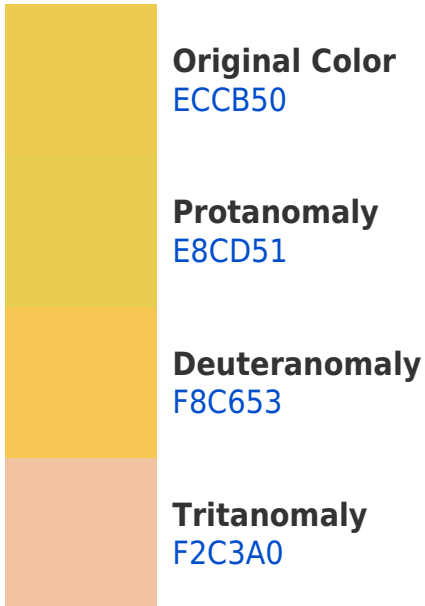 Original Color
ECCB50
Protanomaly
E8CD51
Deuteranomaly
F8C653
Tritanomaly
F2C3A0